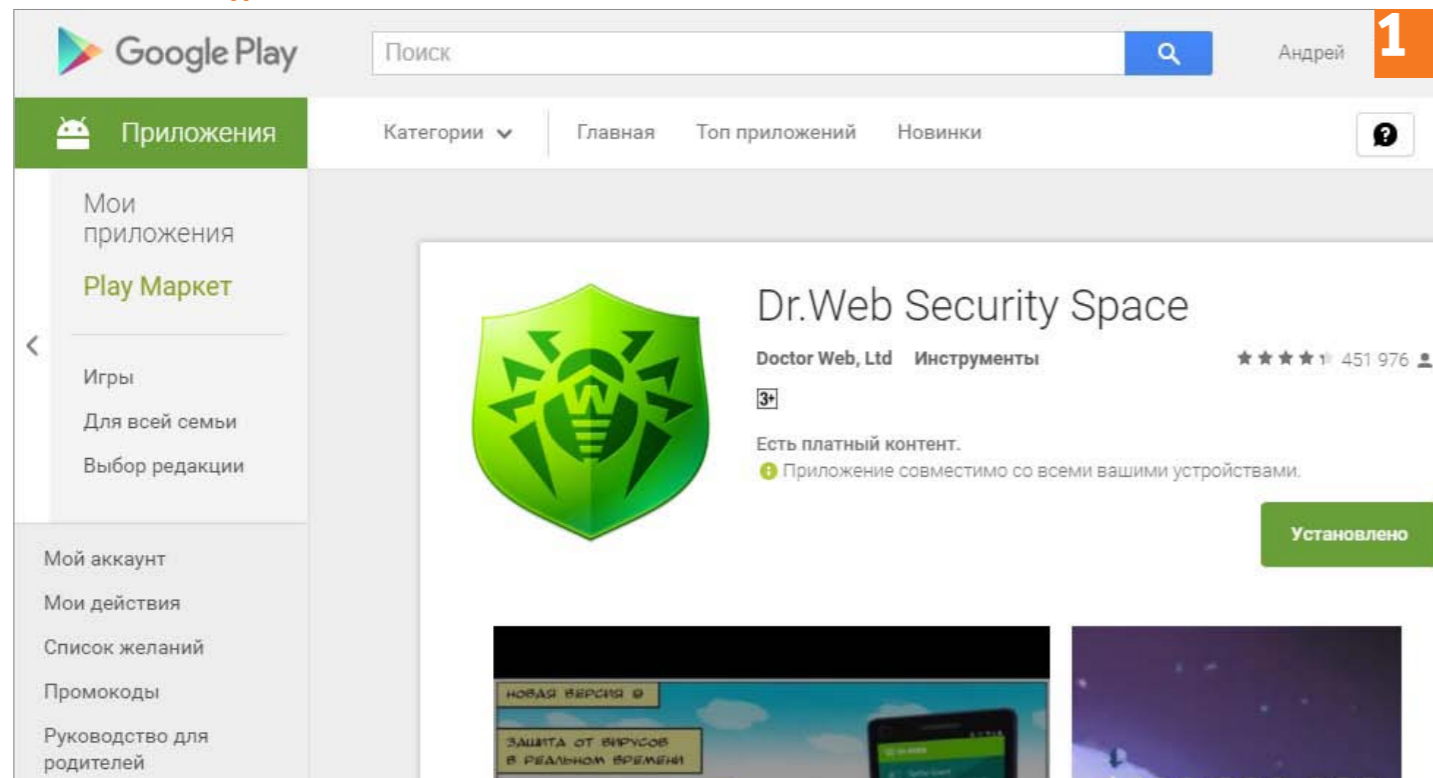 Google Play
Поиск
Андрей
1
Приложения
Категории
Главная
Топ приложений
Новинки
Мои
приложения
Play Маркет
Игры
Для всей семьи
Выбор редакции
Мой аккаунт
Мои действия
Список желаний
Промокоды
Руководство для
родителей
Dr.Web Security Space
Doctor Web, Ltd Инструменты
451 976
3+
Есть платный контент.
Приложение совместимо со всеми вашими устройствами.
Установлено
НОВАЯ ВЕРСИЯ 9
ЗАЩИТА ОТ ВИРУСОВ
В РЕАЛЬНОМ ВРЕМЕНИ